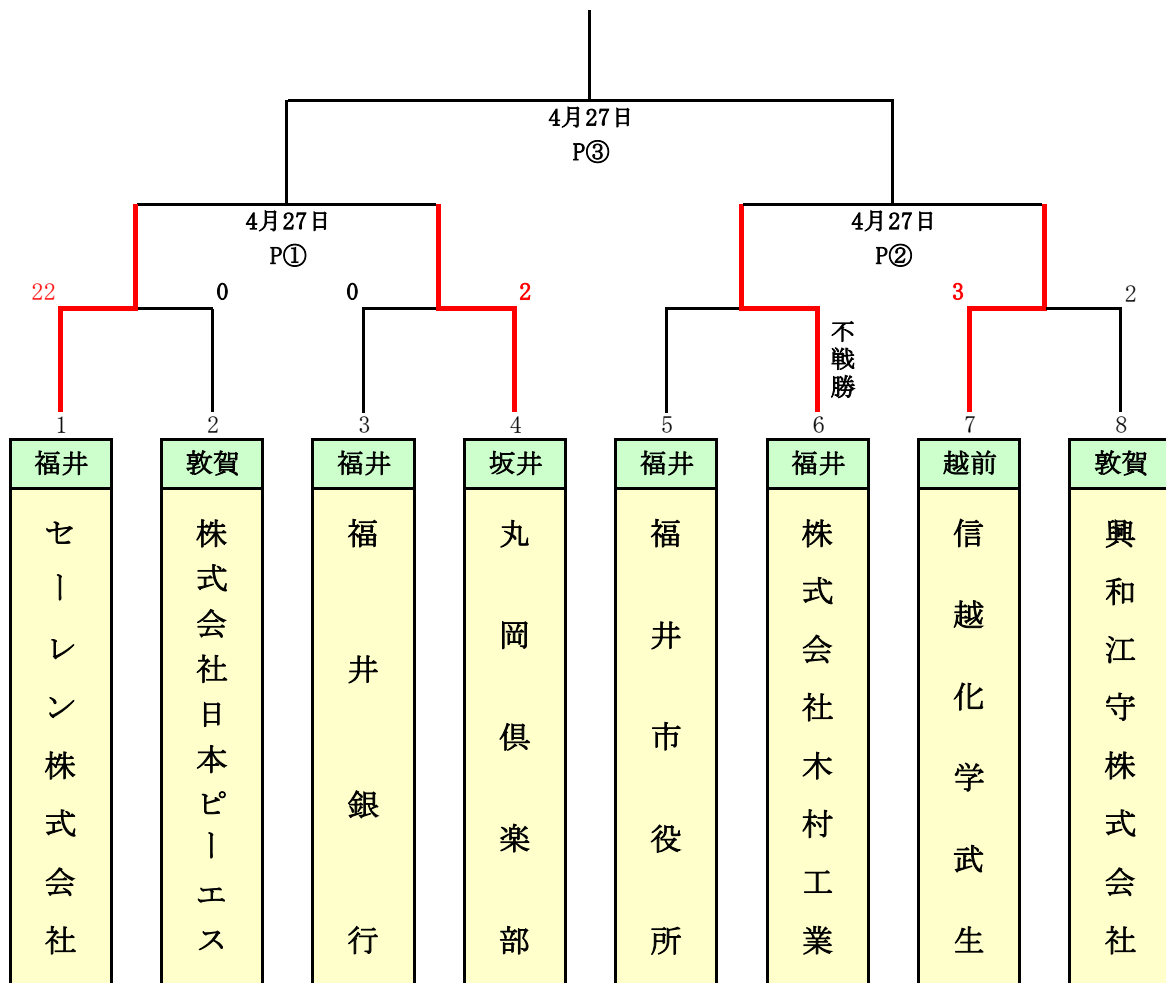 4月27日
P③
4月27日
P①
4月27日
P②
22
0
0
2
不戦勝
3
2
1
2
3
4
5
6
7
8
福井
敦賀
福井
坂井
福井
福井
越前
敦賀
セーレン株式会社
株式会社日本ピーエス
福井銀行
丸岡倶楽部
福井市役所
株式会社木村工業
信越化学武生
興和江守株式会社